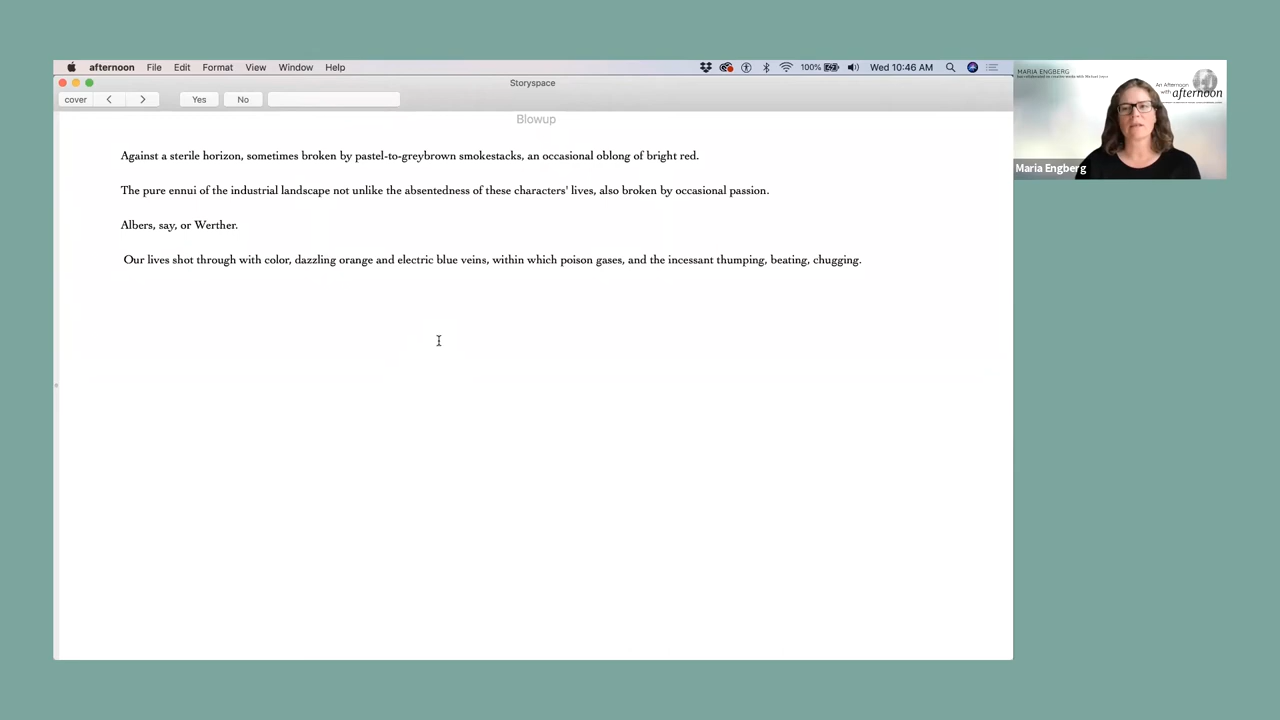 afternoon File Edit Format View Window Help 100% Wed 10:46 AM
Storyspace
cover Yes No
Blowup
Against a sterile horizon, sometimes broken by pastel-to-greybrown smokestacks, an occasional oblong of bright red.
The pure ennui of the industrial landscape not unlike the absentedness of these characters' lives, also broken by occasional passion.
Albers, say, or Werther.
Our lives shot through with color, dazzling orange and electric blue veins, within which poison gases, and the incessant thumping, beating, chugging.
MARIA ENGBERG
An Afternoon
with afternoon
Maria Engberg